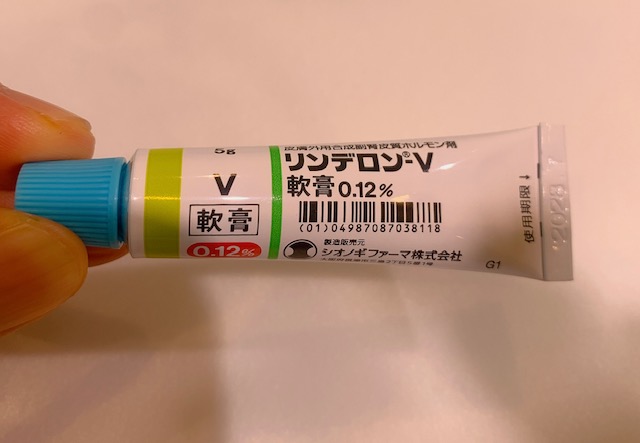 5g
V
軟膏
0.12%
皮膚外用合成副腎皮質ホルモン剤
リンデロン®-V
軟膏0.12%
(01)04987087038118
製造販売元
シオノギファーマ株式会社
G1
使用期限